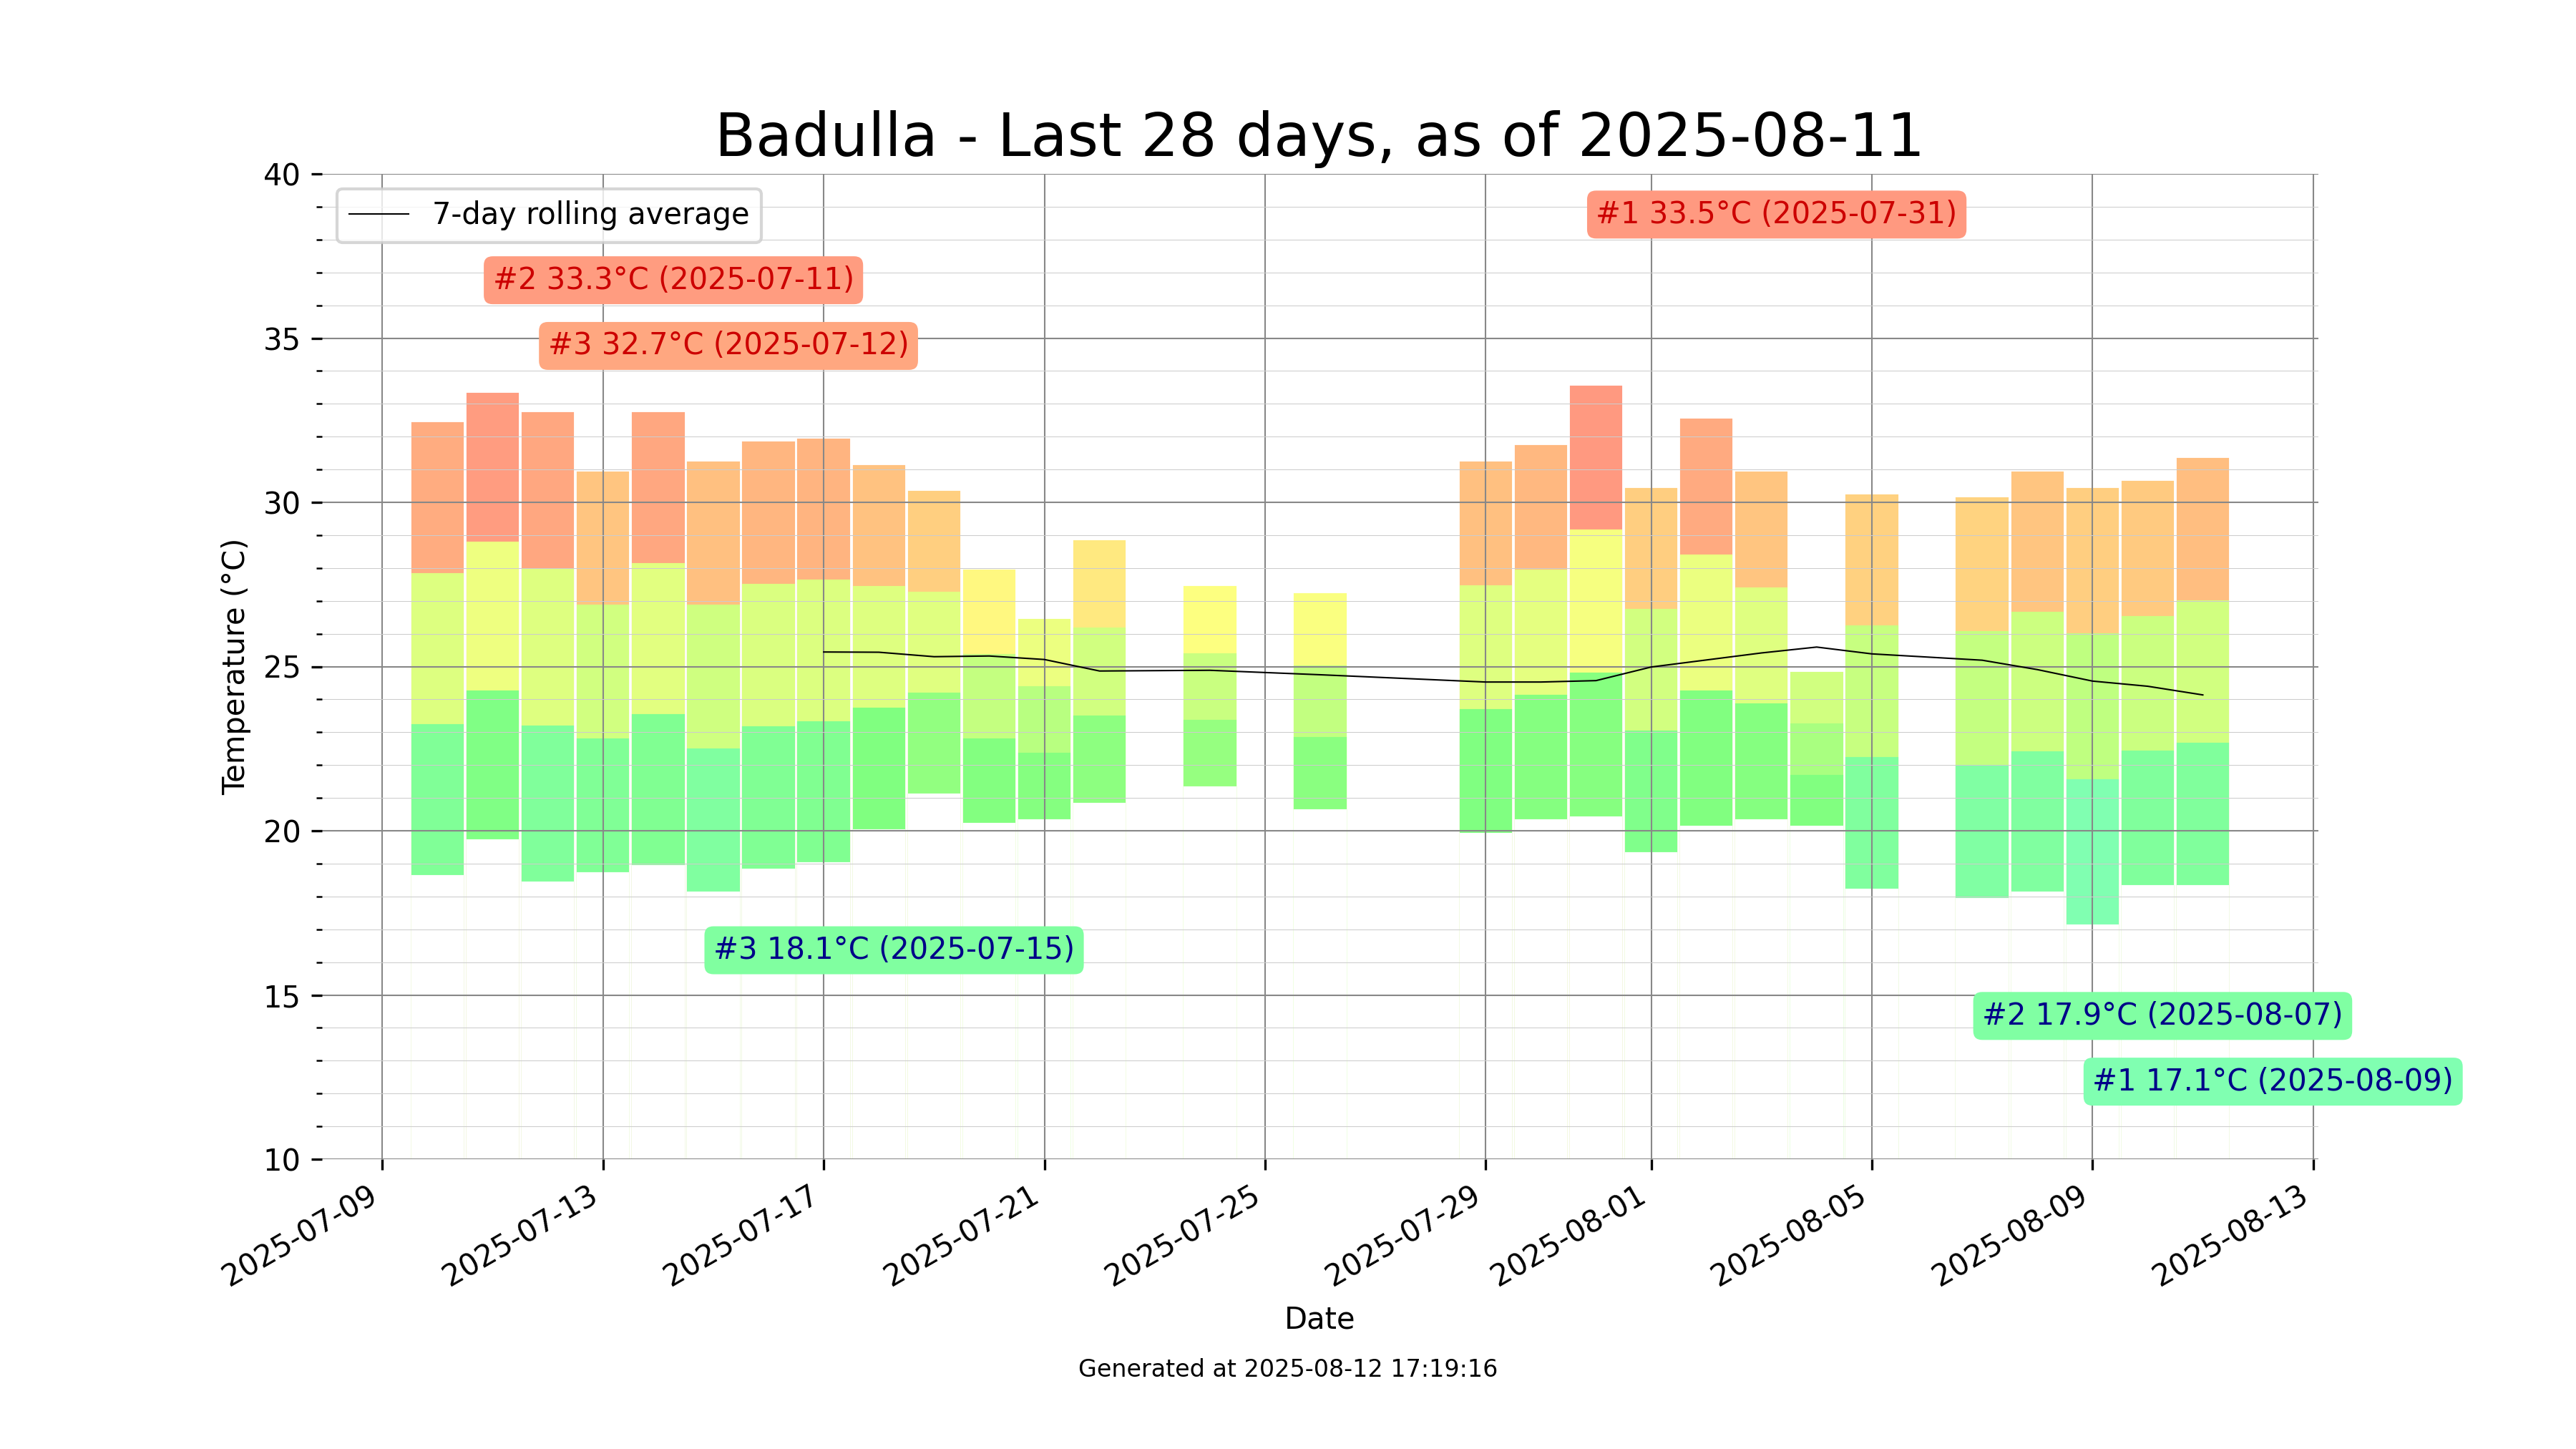 Badulla - Last 28 days, as of 2025-08-11
40
35
30
25
20
15
10
Temperature (°C)
7-day rolling average
#1 33.5°C (2025-07-31)
#2 33.3°C (2025-07-11)
#3 32.7°C (2025-07-12)
#3 18.1°C (2025-07-15)
#2 17.9°C (2025-08-07)
#1 17.1°C (2025-08-09)
2025-07-09
2025-07-13
2025-07-17
2025-07-21
2025-07-25
2025-07-29
2025-08-01
2025-08-05
2025-08-09
2025-08-13
Date
Generated at 2025-08-12 17:19:16